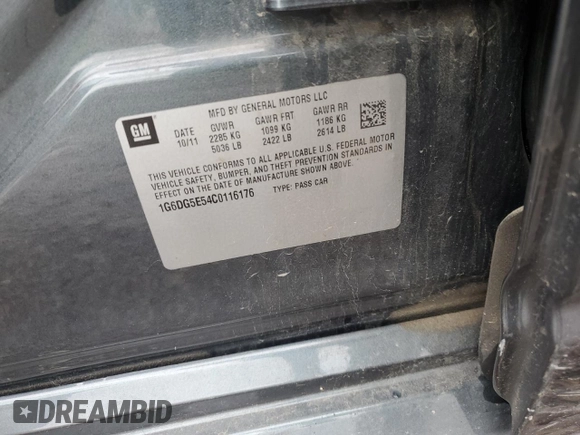 MFD BY GENERAL MOTORS LLC
GM DATE GVWR GAWR FRT GAWR RR
10/11 2285 KG 1099 KG 1186 KG
5036 LB 2422 LB 2614 LB
THIS VEHICLE CONFORMS TO ALL APPLICABLE U.S. FEDERAL MOTOR
VEHICLE SAFETY, BUMPER, AND THEFT PREVENTION STANDARDS IN
EFFECT ON THE DATE OF MANUFACTURE SHOWN ABOVE.
1G6DG5E54C0116176 TYPE: PASS CAR
DREAMBID